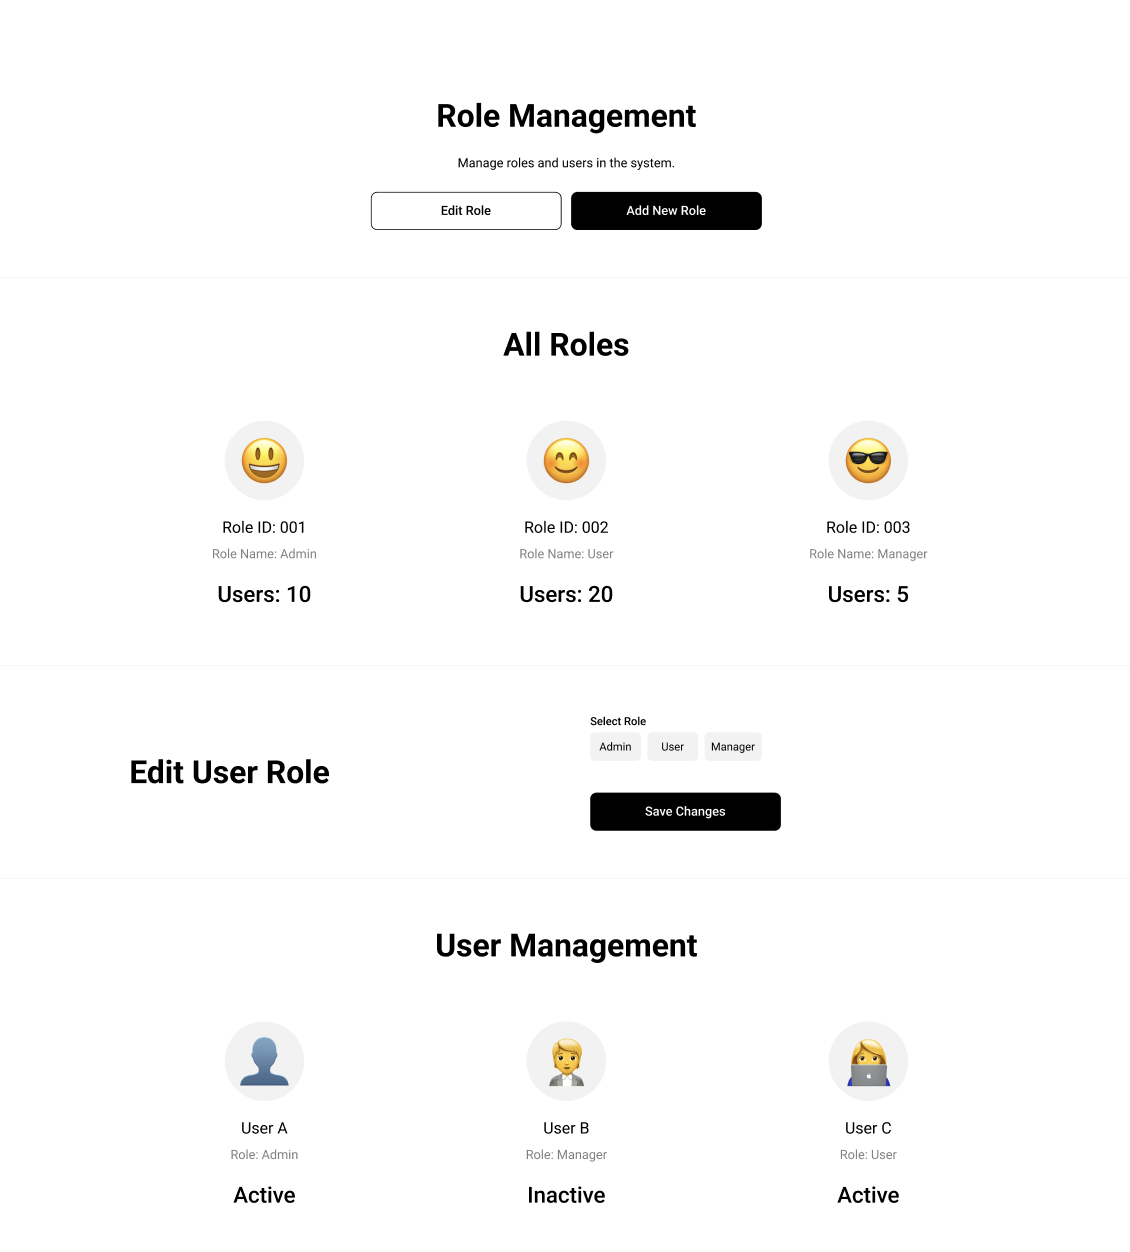 Role Management
Manage roles and users in the system.
Edit Role
Add New Role
All Roles
Role ID: 001
Role Name: Admin
Users: 10
Role ID: 002
Role Name: User
Users: 20
Role ID: 003
Role Name: Manager
Users: 5
Edit User Role
Select Role
Admin
User
Manager
Save Changes
User Management
User A
Role: Admin
Active
User B
Role: Manager
Inactive
User C
Role: User
Active